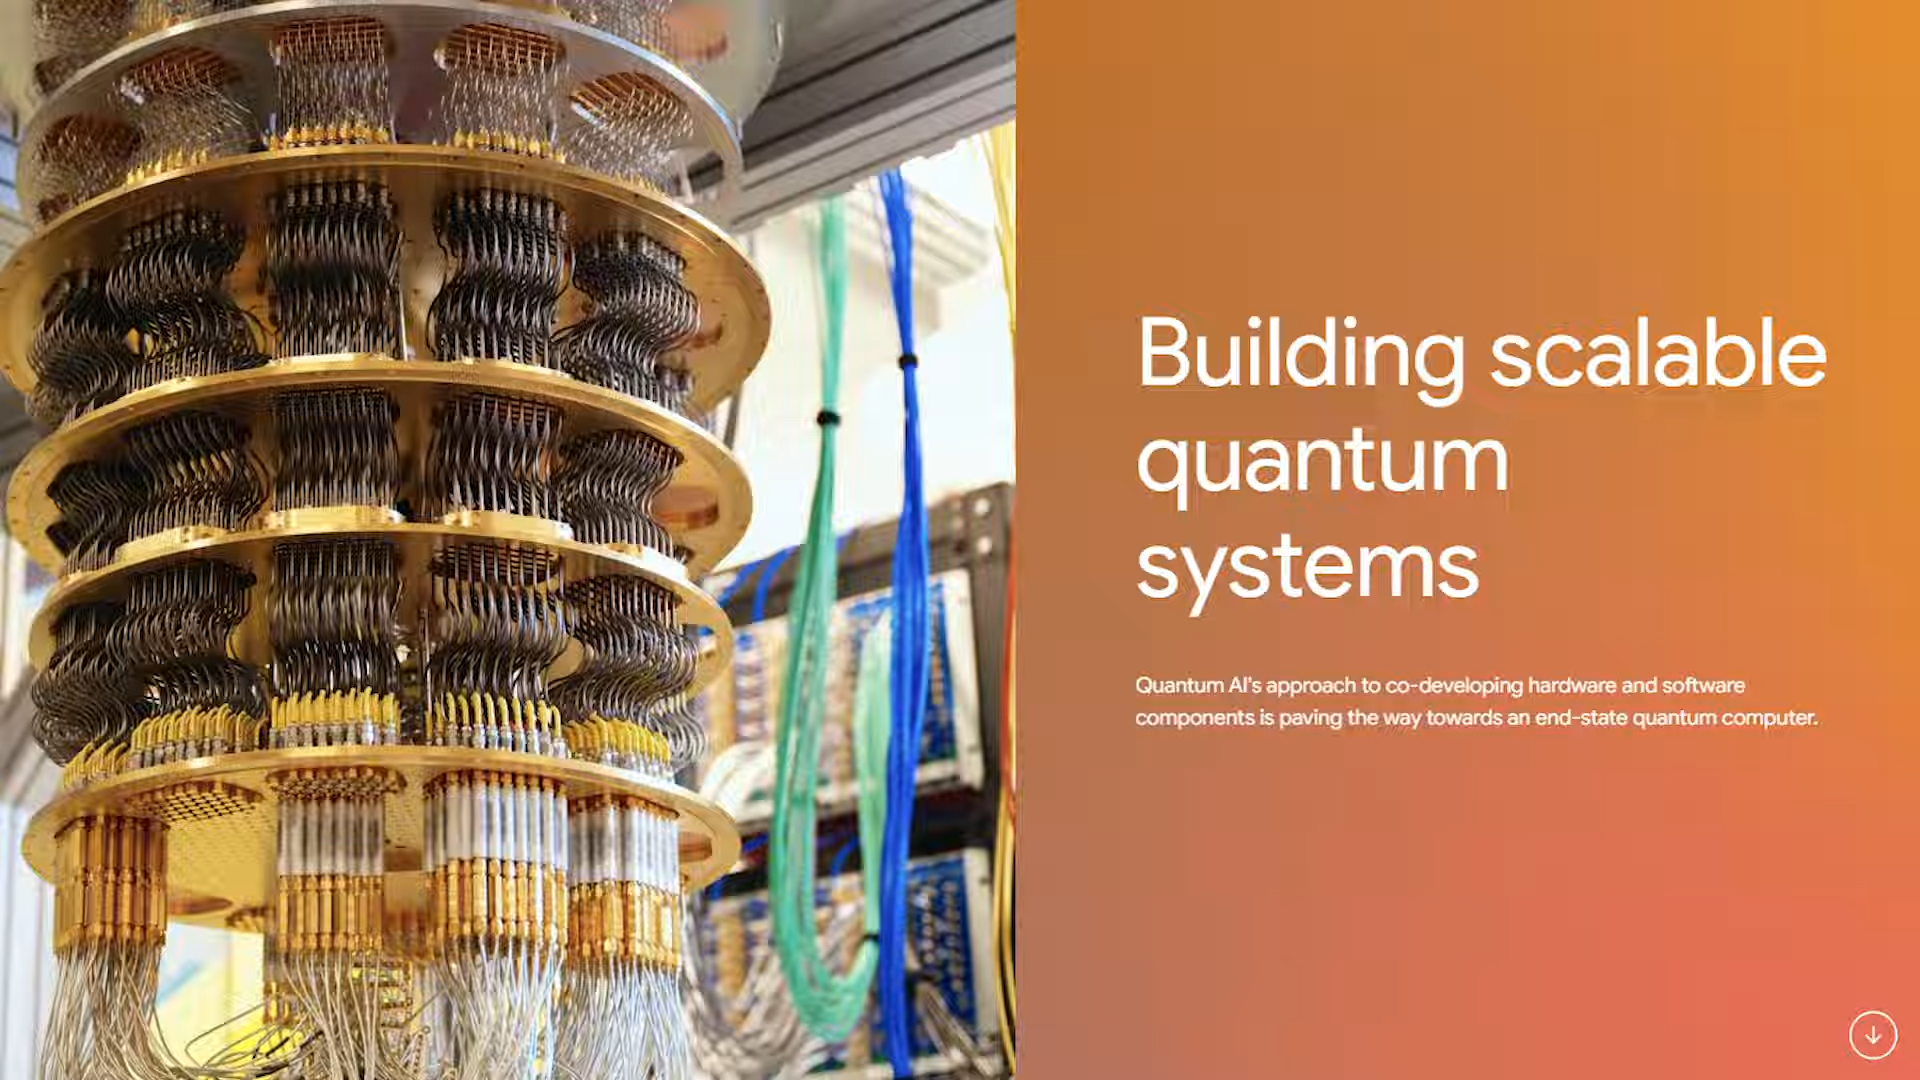 Building scalable
quantum
systems
Quantum AI's approach to co-developing hardware and software
components is paving the way towards an end-state quantum computer.